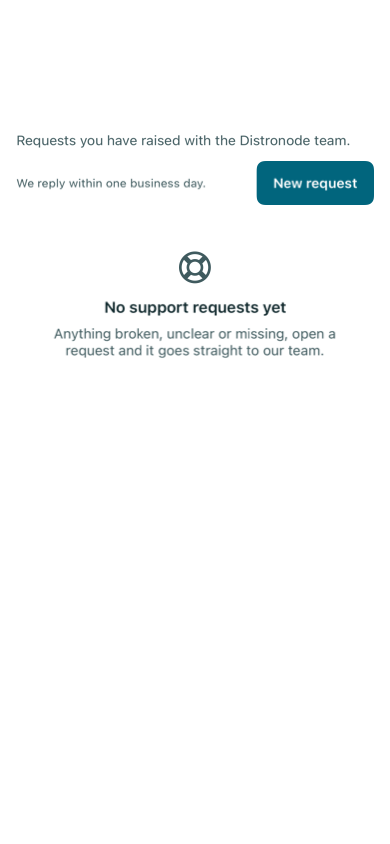 Requests you have raised with the Distronode team.
We reply within one business day.
New request
No support requests yet
Anything broken, unclear or missing, open a
request and it goes straight to our team.